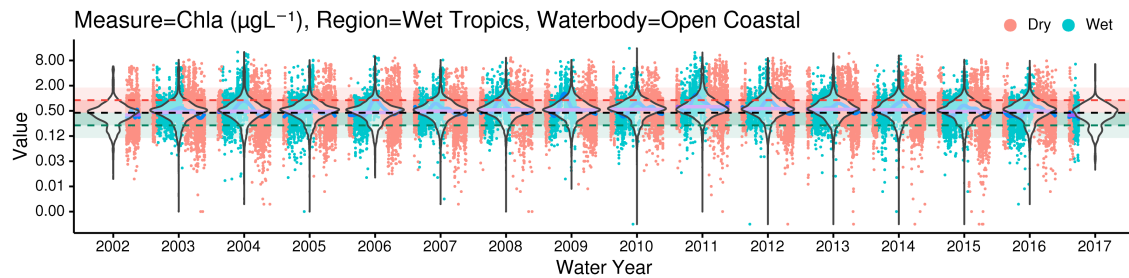 Measure=Chla (µgL⁻¹), Region=Wet Tropics, Waterbody=Open Coastal
Dry
Wet
8.00
2.00
0.50
0.12
0.03
0.01
0.00
Value
2002 2003 2004 2005 2006 2007 2008 2009 2010 2011 2012 2013 2014 2015 2016 2017
Water Year